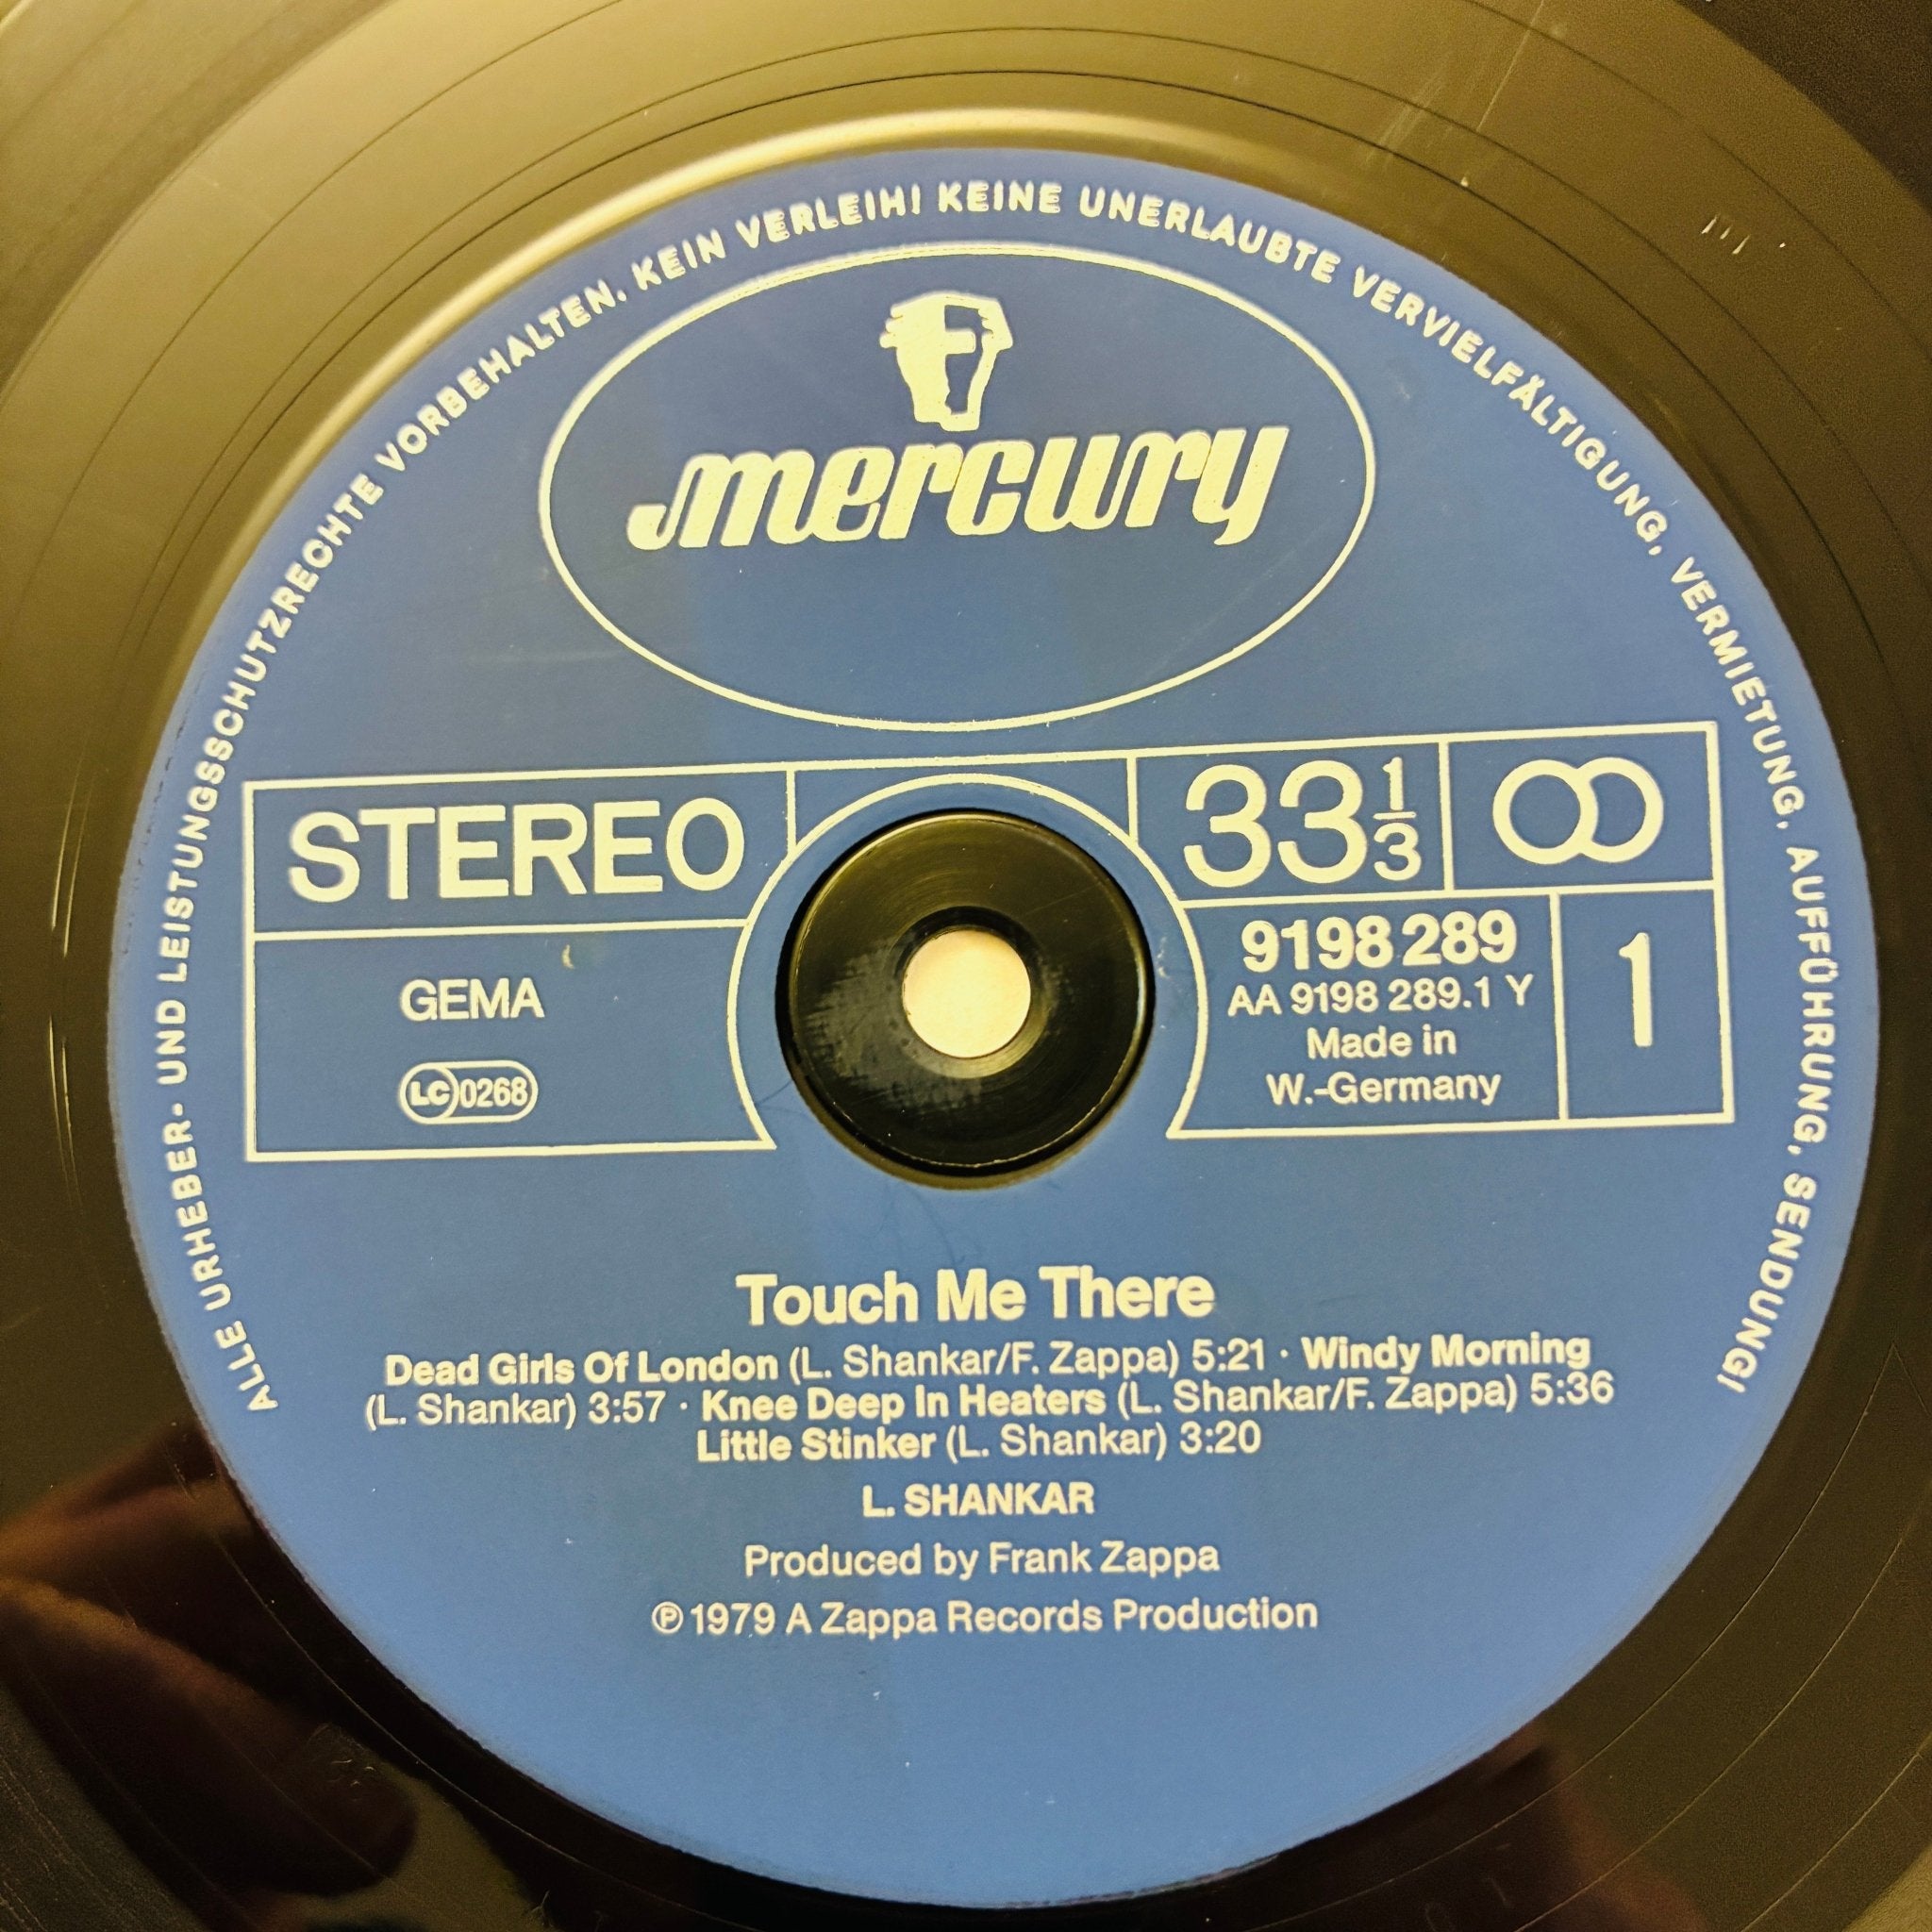 ALLE URHEBER- UND LEISTUNGSSCHUTZRECHTE VORBEHALTEN. KEIN VERLEIH! KEINE UNERLAUBTE VERVIELFÄLTIGUNG, VERMIETUNG, AUFFÜHRUNG, SENDUNG!
mercury
STEREO
33 1/3
GEMA
LC 0268
9198 289
AA 9198 289.1 Y
Made in
W.-Germany
1
Touch Me There
Dead Girls Of London (L. Shankar/F. Zappa) 5:21 · Windy Morning
(L. Shankar) 3:57 · Knee Deep In Heaters (L. Shankar/F. Zappa) 5:36
Little Stinker (L. Shankar) 3:20
L. SHANKAR
Produced by Frank Zappa
℗ 1979 A Zappa Records Production